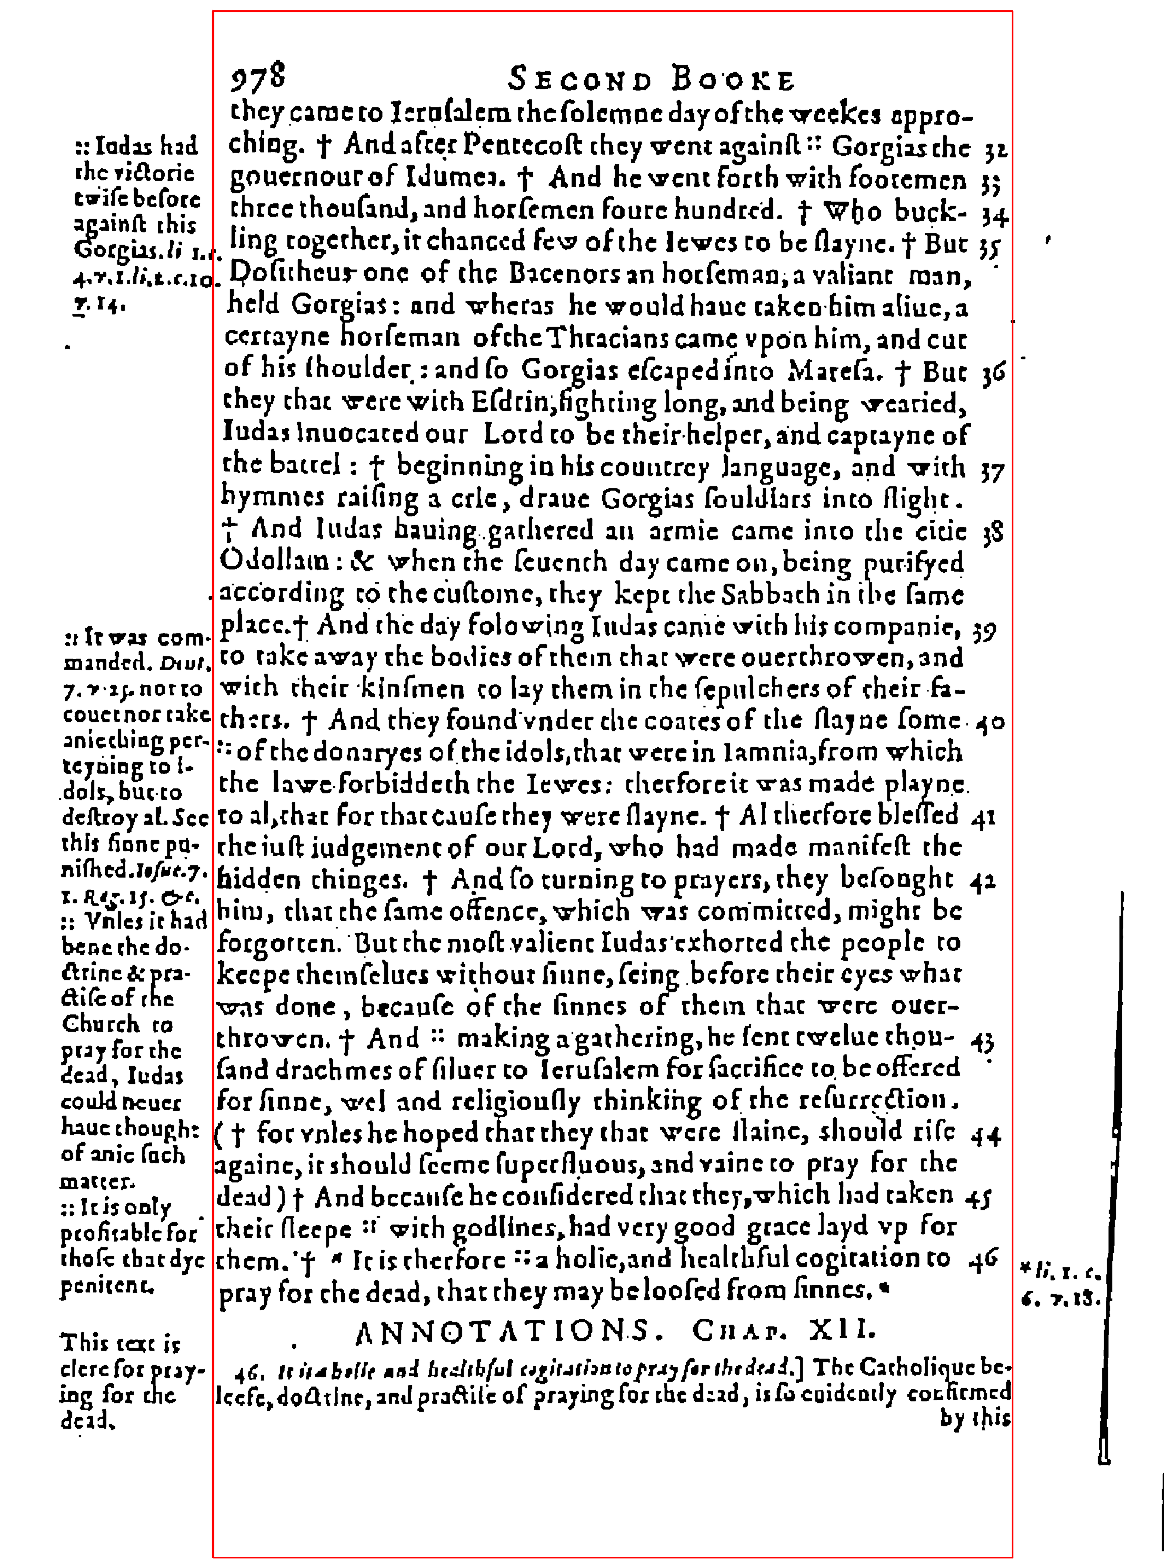 978 SECOND BOOKE
they came to Ierusalem the solemne day of the weekes appro-
ching. † And after Pentecost they went against :: Gorgias the 32
gouernour of Idumea. † And he went forth with footemen 33
three thousand, and horsemen foure hundred. † Who buck- 34
ling together, it chanced few of the Iewes to be slayne. † But 35
Dositheus one of the Bacenors an horseman, a valiant man,
held Gorgias: and wheras he would haue taken him aliue, a
certayne horseman of the Thracians came vpon him, and cut
of his shoulder: and so Gorgias escaped into Maresa. † But 36
they that were with Esdrin, fighting long, and being wearied,
Iudas inuocated our Lord to be their helper, and captayne of
the battel: † beginning in his countrey language, and with 37
hymmes raising a crie, draue Gorgias souldiars into flight.
† And Iudas hauing gathered an armie came into the citie 38
Odollam: & when the seuenth day came on, being purifyed
according to the custome, they kept the Sabbath in the same
place. † And the day folowing Iudas came with his companie, 39
to take away the bodies of them that were ouerthrowen, and
with their kinsmen to lay them in the sepulchers of their fa-
thers. † And they found vnder the coates of the slayne some 40
:: of the donaryes of the idols, that were in Iamnia, from which
the lawe forbiddeth the Iewes: therfore it was made playne
to al, that for that cause they were slayne. † Al therfore blessed 41
the iust iudgement of our Lord, who had made manifest the
hidden thinges. † And so turning to prayers, they besought 42
him, that the same offence, which was committed, might be
forgotten. But the most valient Iudas exhorted the people to
keepe themselues without sinne, seing before their eyes what
was done, because of the sinnes of them that were ouer-
throwen. † And :: making a gathering, he sent twelue thou- 43
sand drachmes of siluer to Ierusalem for sacrifice to be offered
for sinne, wel and religiously thinking of the resurrection.
( † for vnles he hoped that they that were slaine, should rise 44
againe, it should seeme superfluous, and vaine to pray for the
dead ) † And because he considered that they, which had taken 45
their sleepe :: with godlines, had very good grace layd vp for
them. † * It is therfore :: a holie, and healthful cogitation to 46
pray for the dead, that they may be loosed from sinnes. *
ANNOTATIONS. CHAP. XII.
46. It is a holie and healthful cogitation to pray for the dead.] The Catholique be-
leefe, doctrine, and practise of praying for the dead, is so euidently confirmed
by this
:: Iudas had
the victorie
twise before
against this
Gorgias. li 1. c.
4. v. 1. li. 2. c. 10.
v. 14.
:: It was com-
manded. Deut.
7. v. 25. not to
couet nor take
anie thing per-
teyning to i-
dols, but to
destroy al. See
this sinne pu-
nished. Iosue. 7.
1. Reg. 15. &c.
:: Vnles it had
bene the do-
ctrine & pra-
ctise of the
Church to
pray for the
dead, Iudas
could neuer
haue thought
of anie such
matter.
:: It is only
profitable for
those that dye
penitent.
This text is
clere for pray-
ing for the
dead.
* li. 1. c.
6. v. 18.